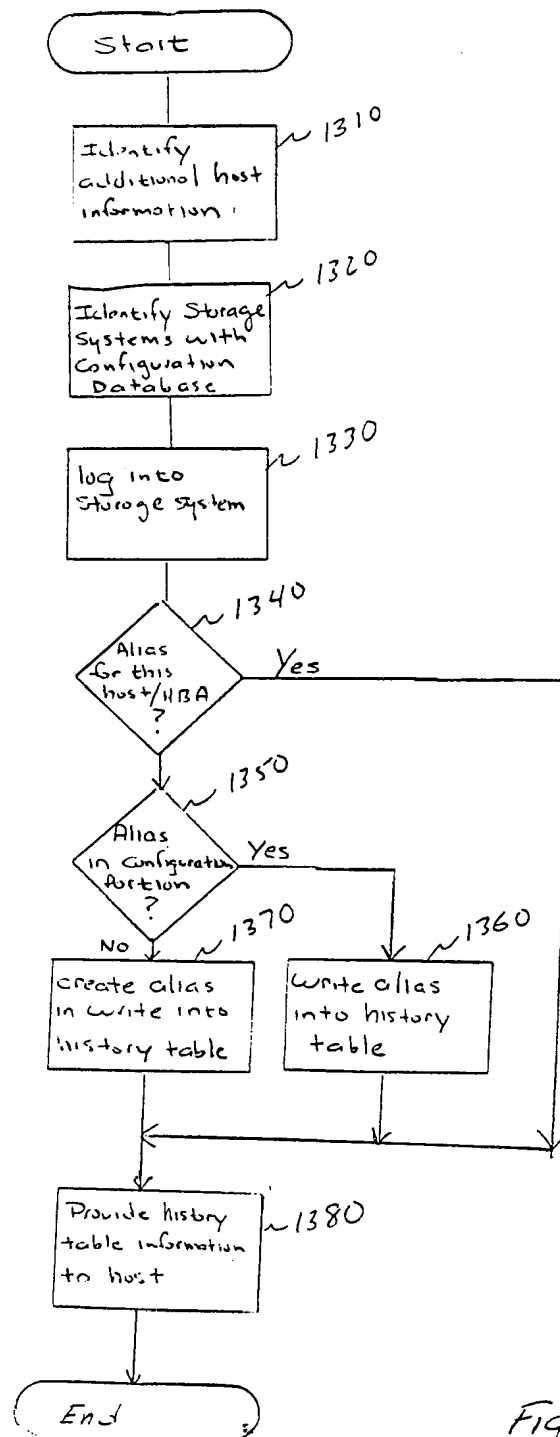 Start
1310
Identify
additional host
information.
1320
Identify Storage
Systems with
Configuration
Database
1330
log into
Storage system
1340
Alias
for this
host/HBA
?
Yes
1350
Alias
in Configuration
Portion
?
Yes
No
1370
create alias
in write into
history table
1360
write alias
into history
table
Provide history
table information
to host
1380
End
Fig